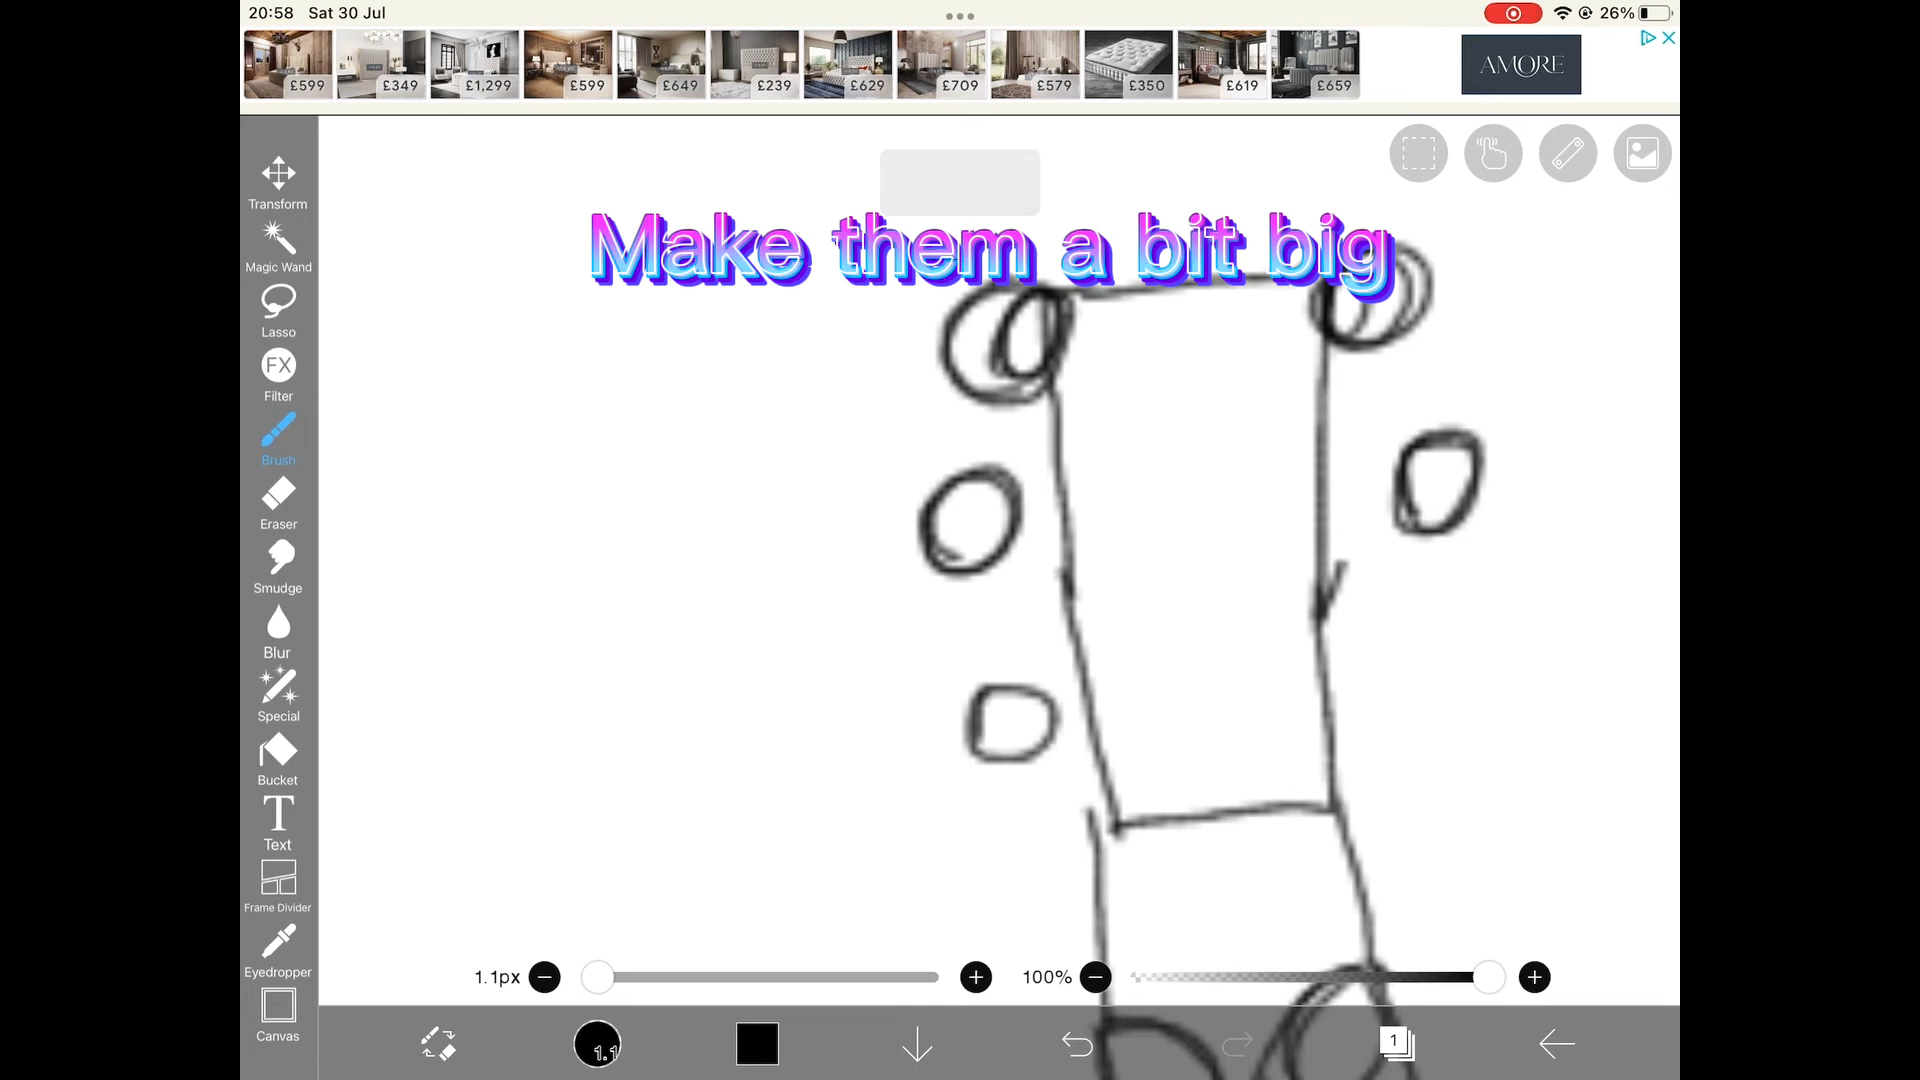 20:58 Sat 30 Jul
26%
£599 £349 £1,299 £599 £649 £239 £629 £709 £579 £350 £619 £659
AMORE
Make them a bit big
Transform
Magic Wand
Lasso
FX
Filter
Brush
Eraser
Smudge
Blur
Special
Bucket
T
Text
Frame Divider
Eyedropper
Canvas
1.1px 100%
1.1 1